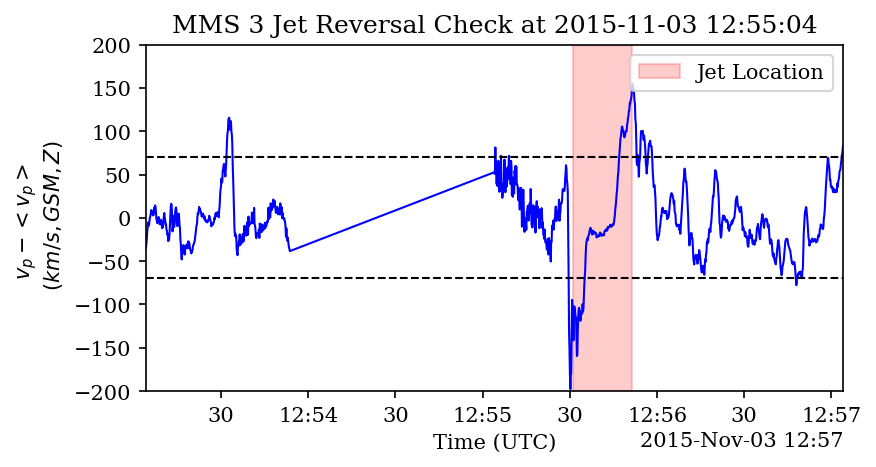 MMS 3 Jet Reversal Check at 2015-11-03 12:55:04
v_p − <v_p>
(km/s, GSM, Z)
200
150
100
50
0
−50
−100
−150
−200
Jet Location
30 12:54 30 12:55 30 12:56 30 12:57
Time (UTC)
2015-Nov-03 12:57